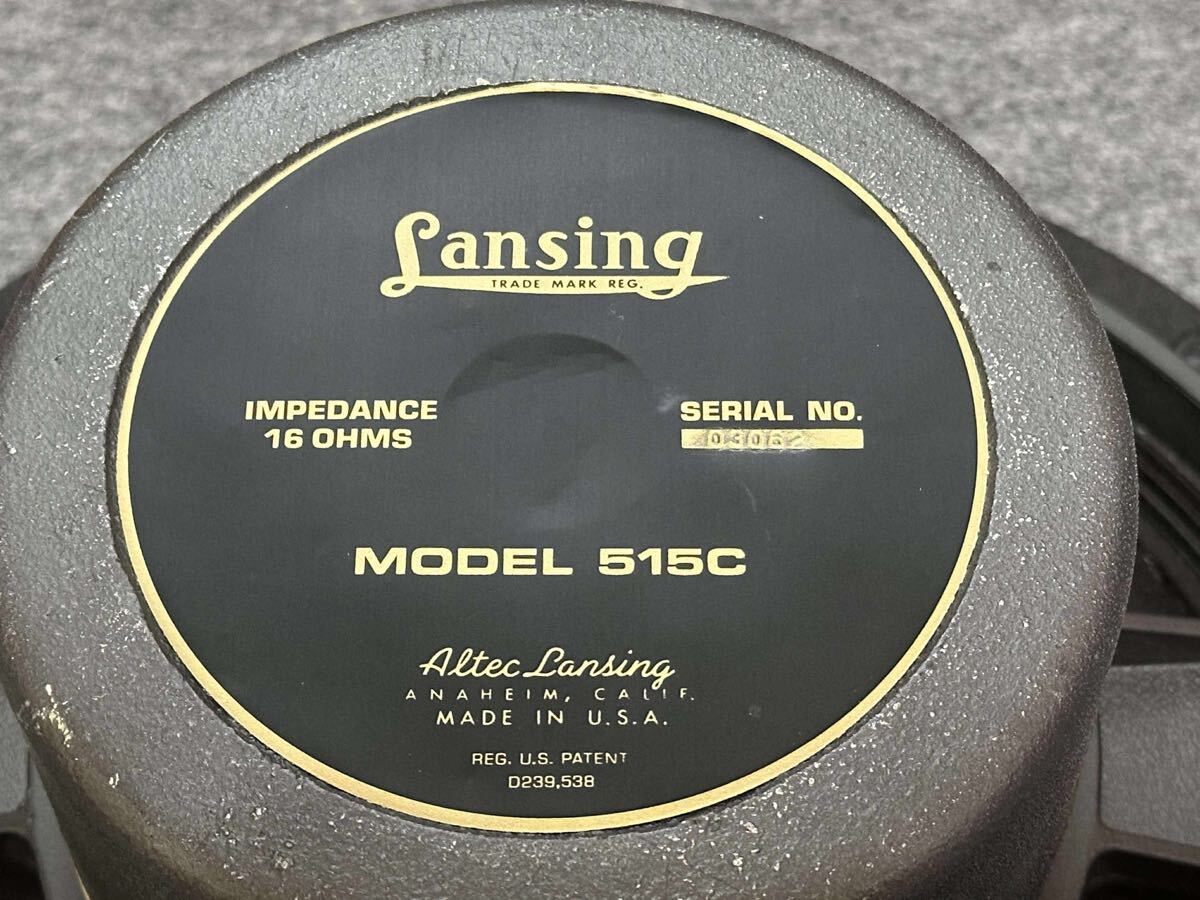 Lansing
TRADE MARK REG.
IMPEDANCE
16 OHMS
SERIAL NO.
03062
MODEL 515C
Altec Lansing
ANAHEIM, CALIF.
MADE IN U.S.A.
REG. U.S. PATENT
D239,538